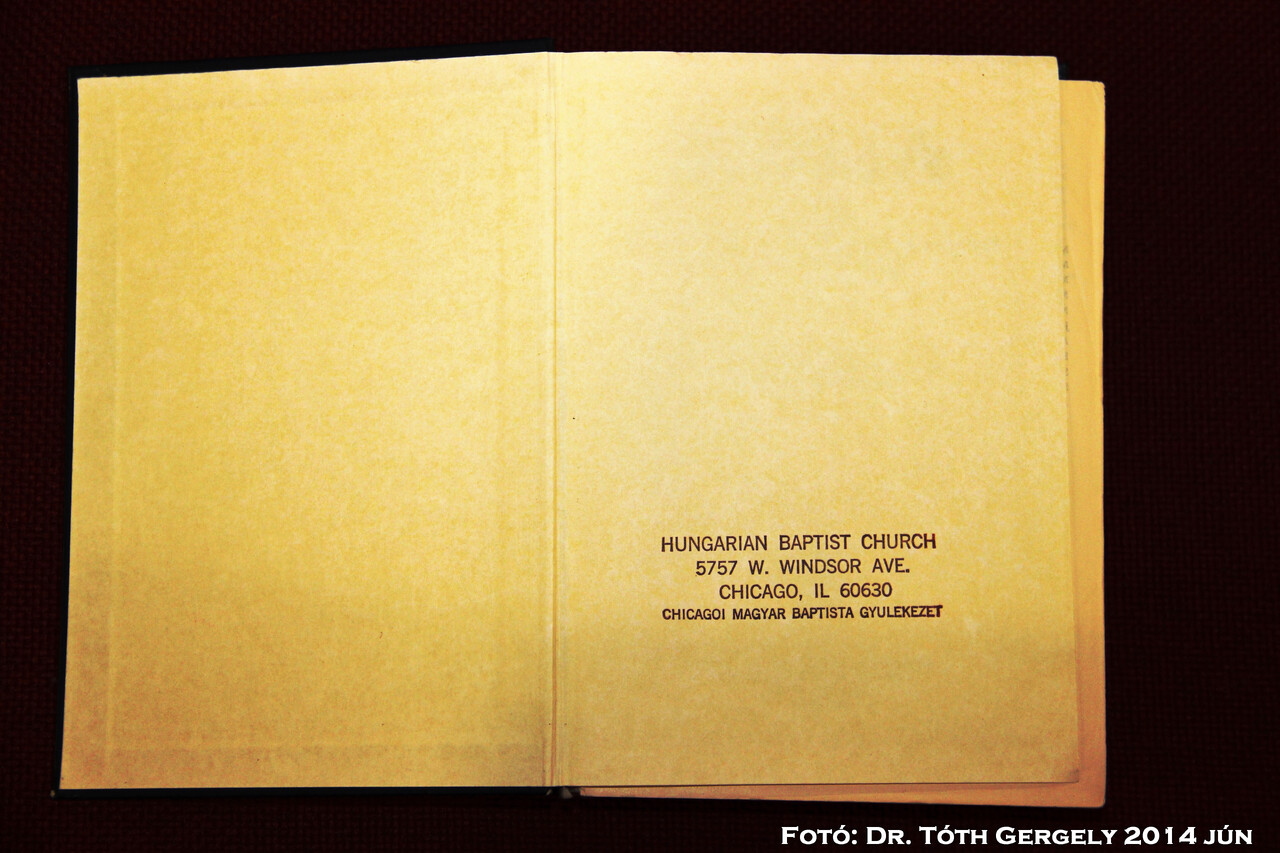 HUNGARIAN BAPTIST CHURCH
5757 W. WINDSOR AVE.
CHICAGO, IL 60630
CHICAGOI MAGYAR BAPTISTA GYULEKEZET
Fotó: Dr. Tóth Gergely 2014 jún